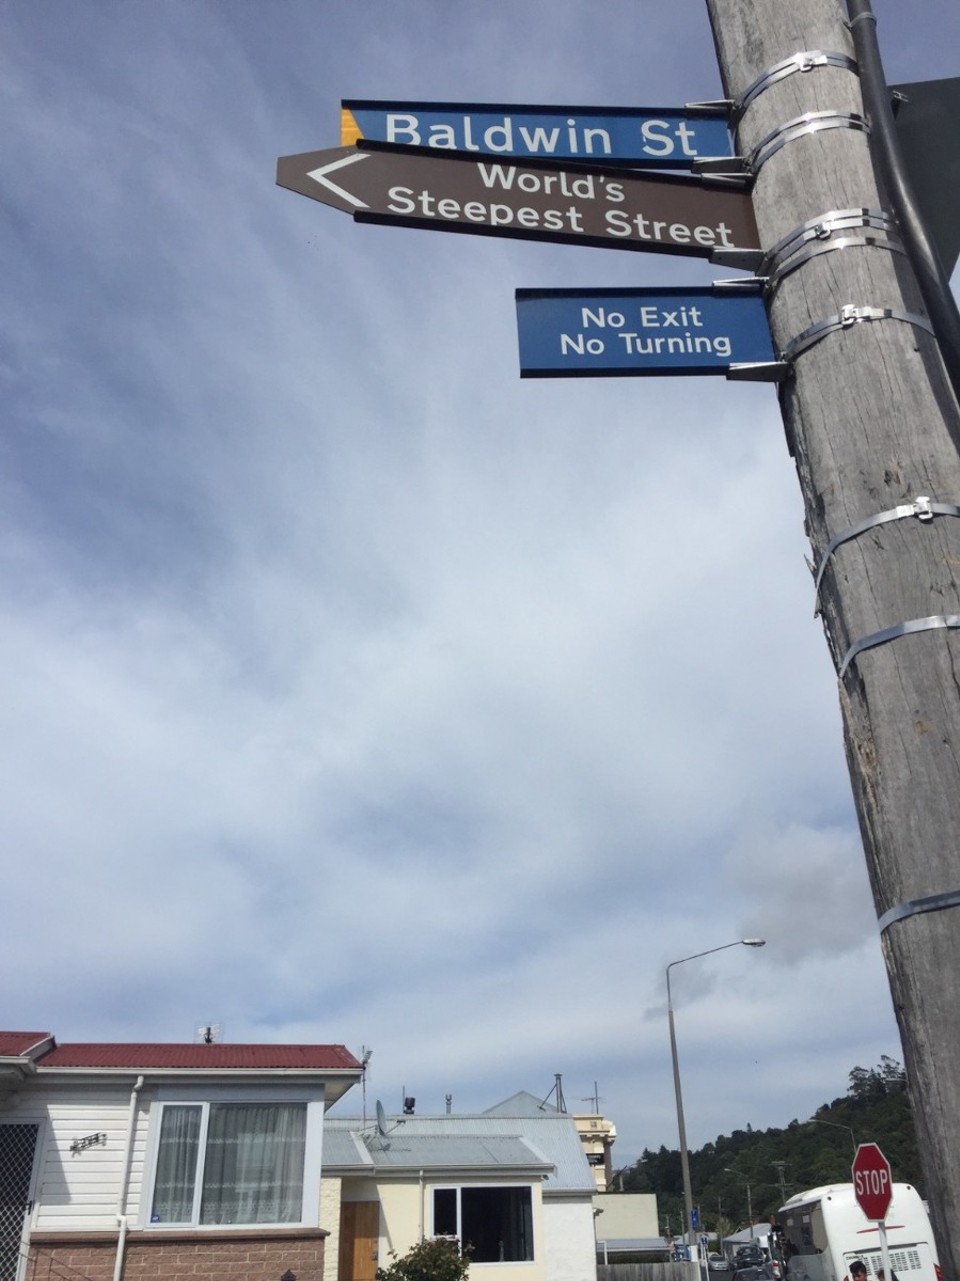 Baldwin St
World's
Steepest Street
No Exit
No Turning
STOP